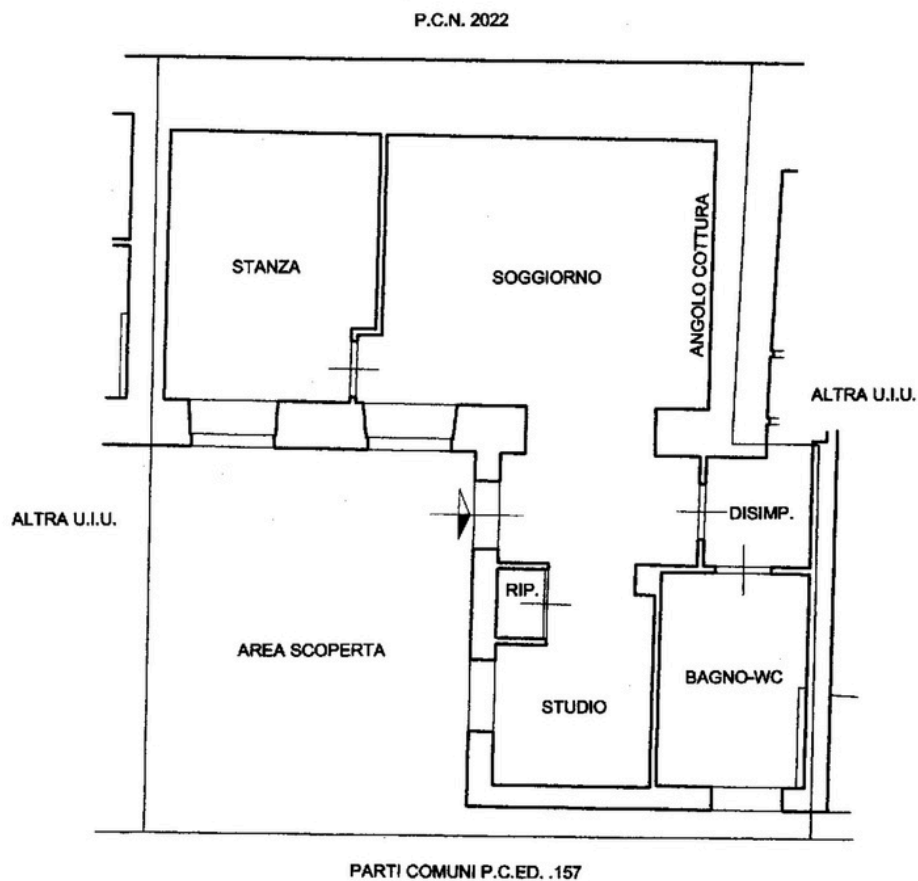 P.C.N. 2022
STANZA
SOGGIORNO
ANGOLO COTTURA
ALTRA U.I.U.
ALTRA U.I.U.
DISIMP.
RIP.
AREA SCOPERTA
BAGNO-WC
STUDIO
PARTI COMUNI P.C.ED. .157